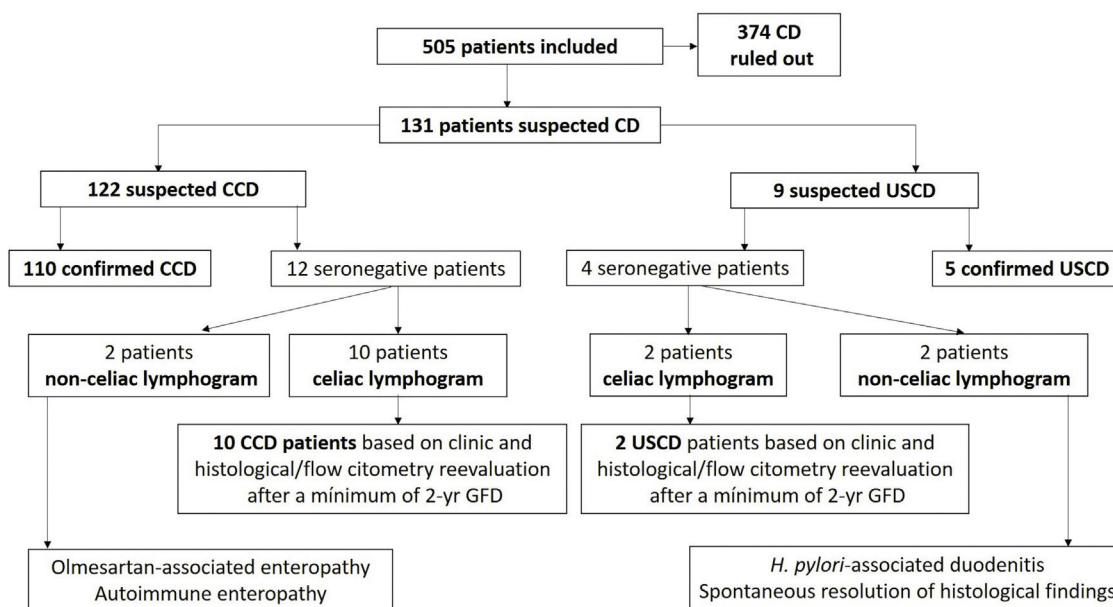 505 patients included
374 CD
ruled out
131 patients suspected CD
122 suspected CCD
9 suspected USCD
110 confirmed CCD
12 seronegative patients
4 seronegative patients
5 confirmed USCD
2 patients
non-celiac lymphogram
10 patients
celiac lymphogram
2 patients
celiac lymphogram
2 patients
non-celiac lymphogram
10 CCD patients based on clinic and
histological/flow citometry reevaluation
after a mínimum of 2-yr GFD
2 USCD patients based on clinic and
histological/flow citometry reevaluation
after a mínimum of 2-yr GFD
Olmesartan-associated enteropathy
Autoimmune enteropathy
H. pylori-associated duodenitis
Spontaneous resolution of histological findings